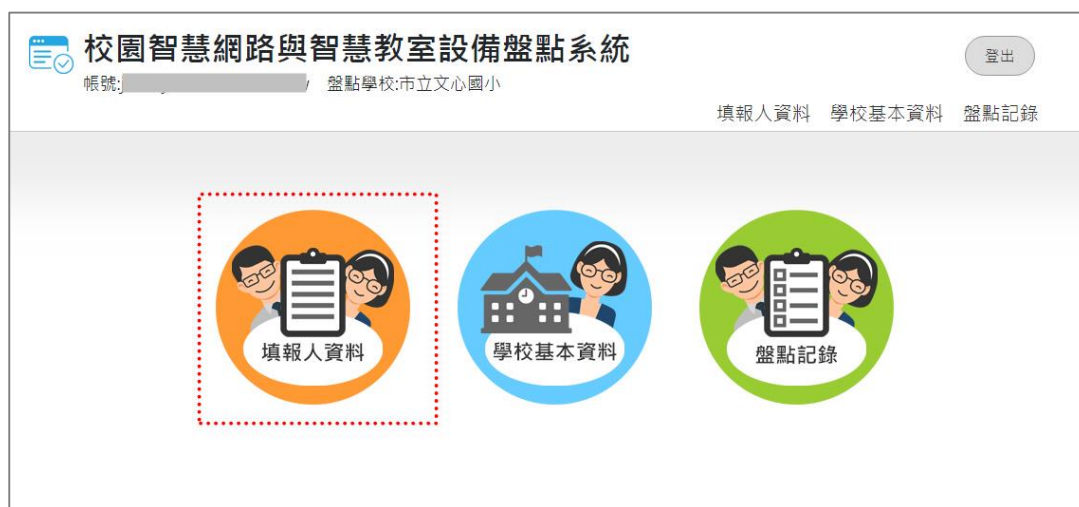 校園智慧網路與智慧教室設備盤點系統
登出
帳號: 盤點學校:市立文心國小
填報人資料 學校基本資料 盤點記錄
填報人資料 學校基本資料 盤點記錄